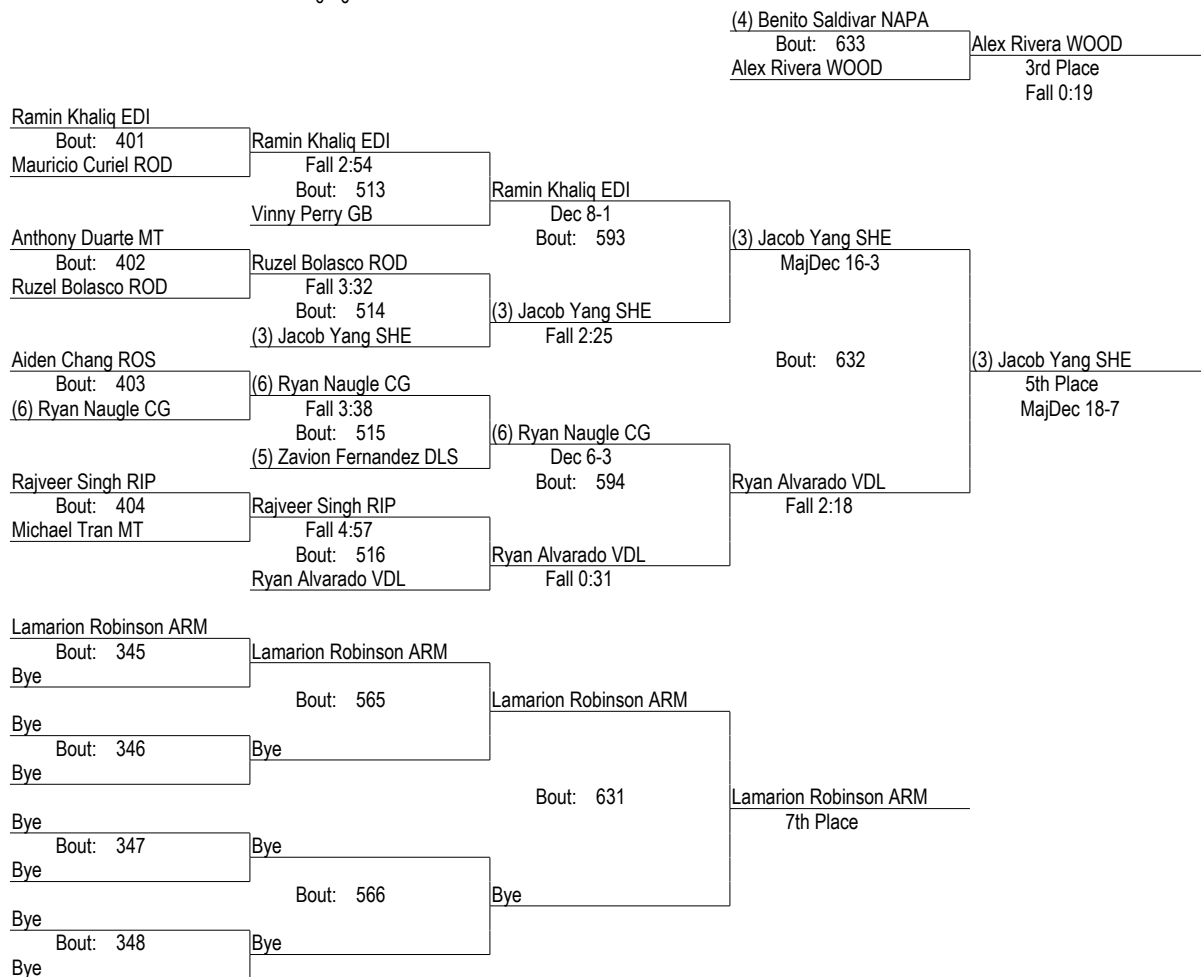 (4) Benito Saldivar NAPA
Bout: 633
Alex Rivera WOOD
Alex Rivera WOOD
3rd Place
Fall 0:19
Ramin Khaliq EDI
Bout: 401
Mauricio Curiel ROD
Ramin Khaliq EDI
Fall 2:54
Bout: 513
Vinny Perry GB
Ramin Khaliq EDI
Dec 8-1
Bout: 593
Anthony Duarte MT
Bout: 402
Ruzel Bolasco ROD
Ruzel Bolasco ROD
Fall 3:32
Bout: 514
(3) Jacob Yang SHE
(3) Jacob Yang SHE
Fall 2:25
(3) Jacob Yang SHE
MajDec 16-3
Bout: 632
(3) Jacob Yang SHE
5th Place
MajDec 18-7
Aiden Chang ROS
Bout: 403
(6) Ryan Naugle CG
(6) Ryan Naugle CG
Fall 3:38
Bout: 515
(5) Zavion Fernandez DLS
(6) Ryan Naugle CG
Dec 6-3
Bout: 594
Rajveer Singh RIP
Bout: 404
Michael Tran MT
Rajveer Singh RIP
Fall 4:57
Bout: 516
Ryan Alvarado VDL
Ryan Alvarado VDL
Fall 0:31
Ryan Alvarado VDL
Fall 2:18
Lamarion Robinson ARM
Bout: 345
Bye
Lamarion Robinson ARM
Bout: 565
Lamarion Robinson ARM
Bye
Bout: 346
Bye
Bye
Bout: 631
Lamarion Robinson ARM
7th Place
Bye
Bout: 347
Bye
Bye
Bout: 566
Bye
Bye
Bout: 348
Bye
Bye